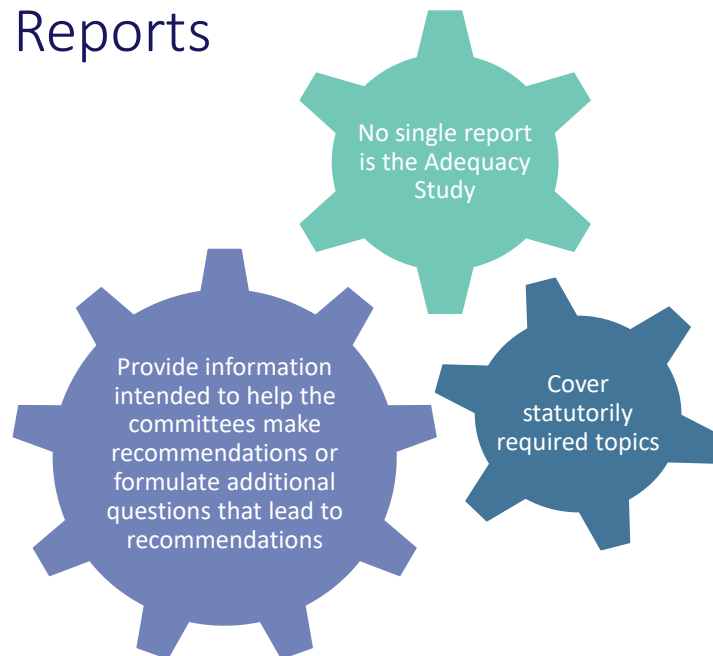 Reports
No single report
is the Adequacy
Study
Provide information
intended to help the
committees make
recommendations or
formulate additional
questions that lead to
recommendations
Cover
statutorily
required topics